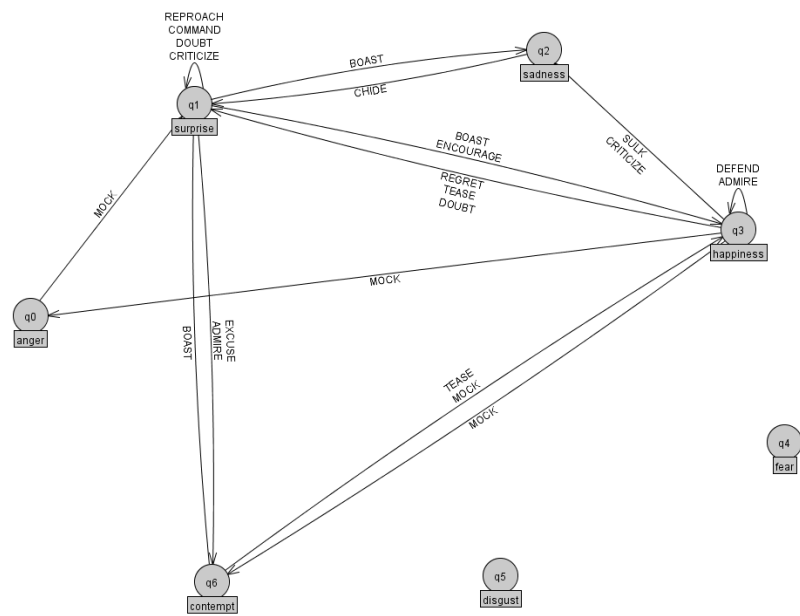 REPROACH
COMMAND
DOUBT
CRITICIZE
q1
surprise
BOAST
CHIDE
q2
sadness
SULK
CRITICIZE
BOAST
ENCOURAGE
REGRET
TEASE
DOUBT
DEFEND
ADMIRE
q3
happiness
MOCK
q0
anger
MOCK
BOAST
EXCUSE
ADMIRE
TEASE
MOCK
MOCK
q4
fear
q5
disgust
q6
contempt